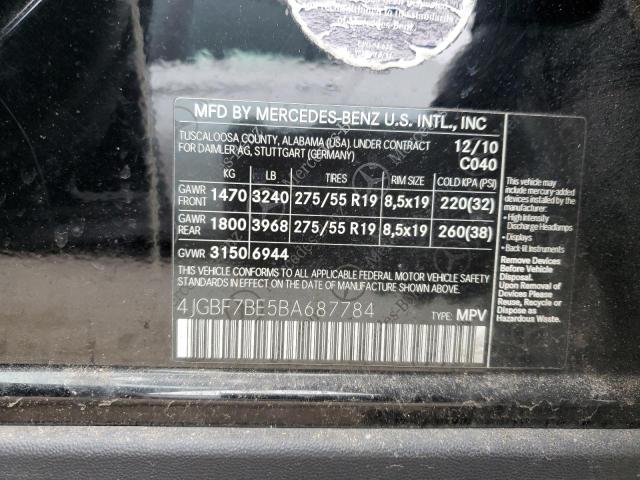 of Mercedes-Benz
MFD BY MERCEDES-BENZ U.S. INTL., INC
TUSCALOOSA COUNTY, ALABAMA (USA). UNDER CONTRACT 12/10
FOR DAIMLER AG, STUTTGART (GERMANY) C040
KG LB TIRES RIM SIZE COLD KPA (PSI)
GAWR FRONT 1470 3240 275/55 R19 8,5x19 220(32)
GAWR REAR 1800 3968 275/55 R19 8,5x19 260(38)
GVWR 3150 6944
THIS VEHICLE CONFORMS TO ALL APPLICABLE FEDERAL MOTOR VEHICLE SAFETY
STANDARDS IN EFFECT ON THE DATE OF MANUFACTURE SHOWN ABOVE.
4JGBF7BE5BA687784 TYPE: MPV
This vehicle may
include mercury-added
devices installed by the
manufacturer:
• High Intensity
Discharge Headlamps
• Displays
• Back-lit Instruments
Remove Devices
Before Vehicle
Disposal.
Upon Removal of
Devices Please
Reuse, Recycle or
Dispose as
Hazardous Waste.